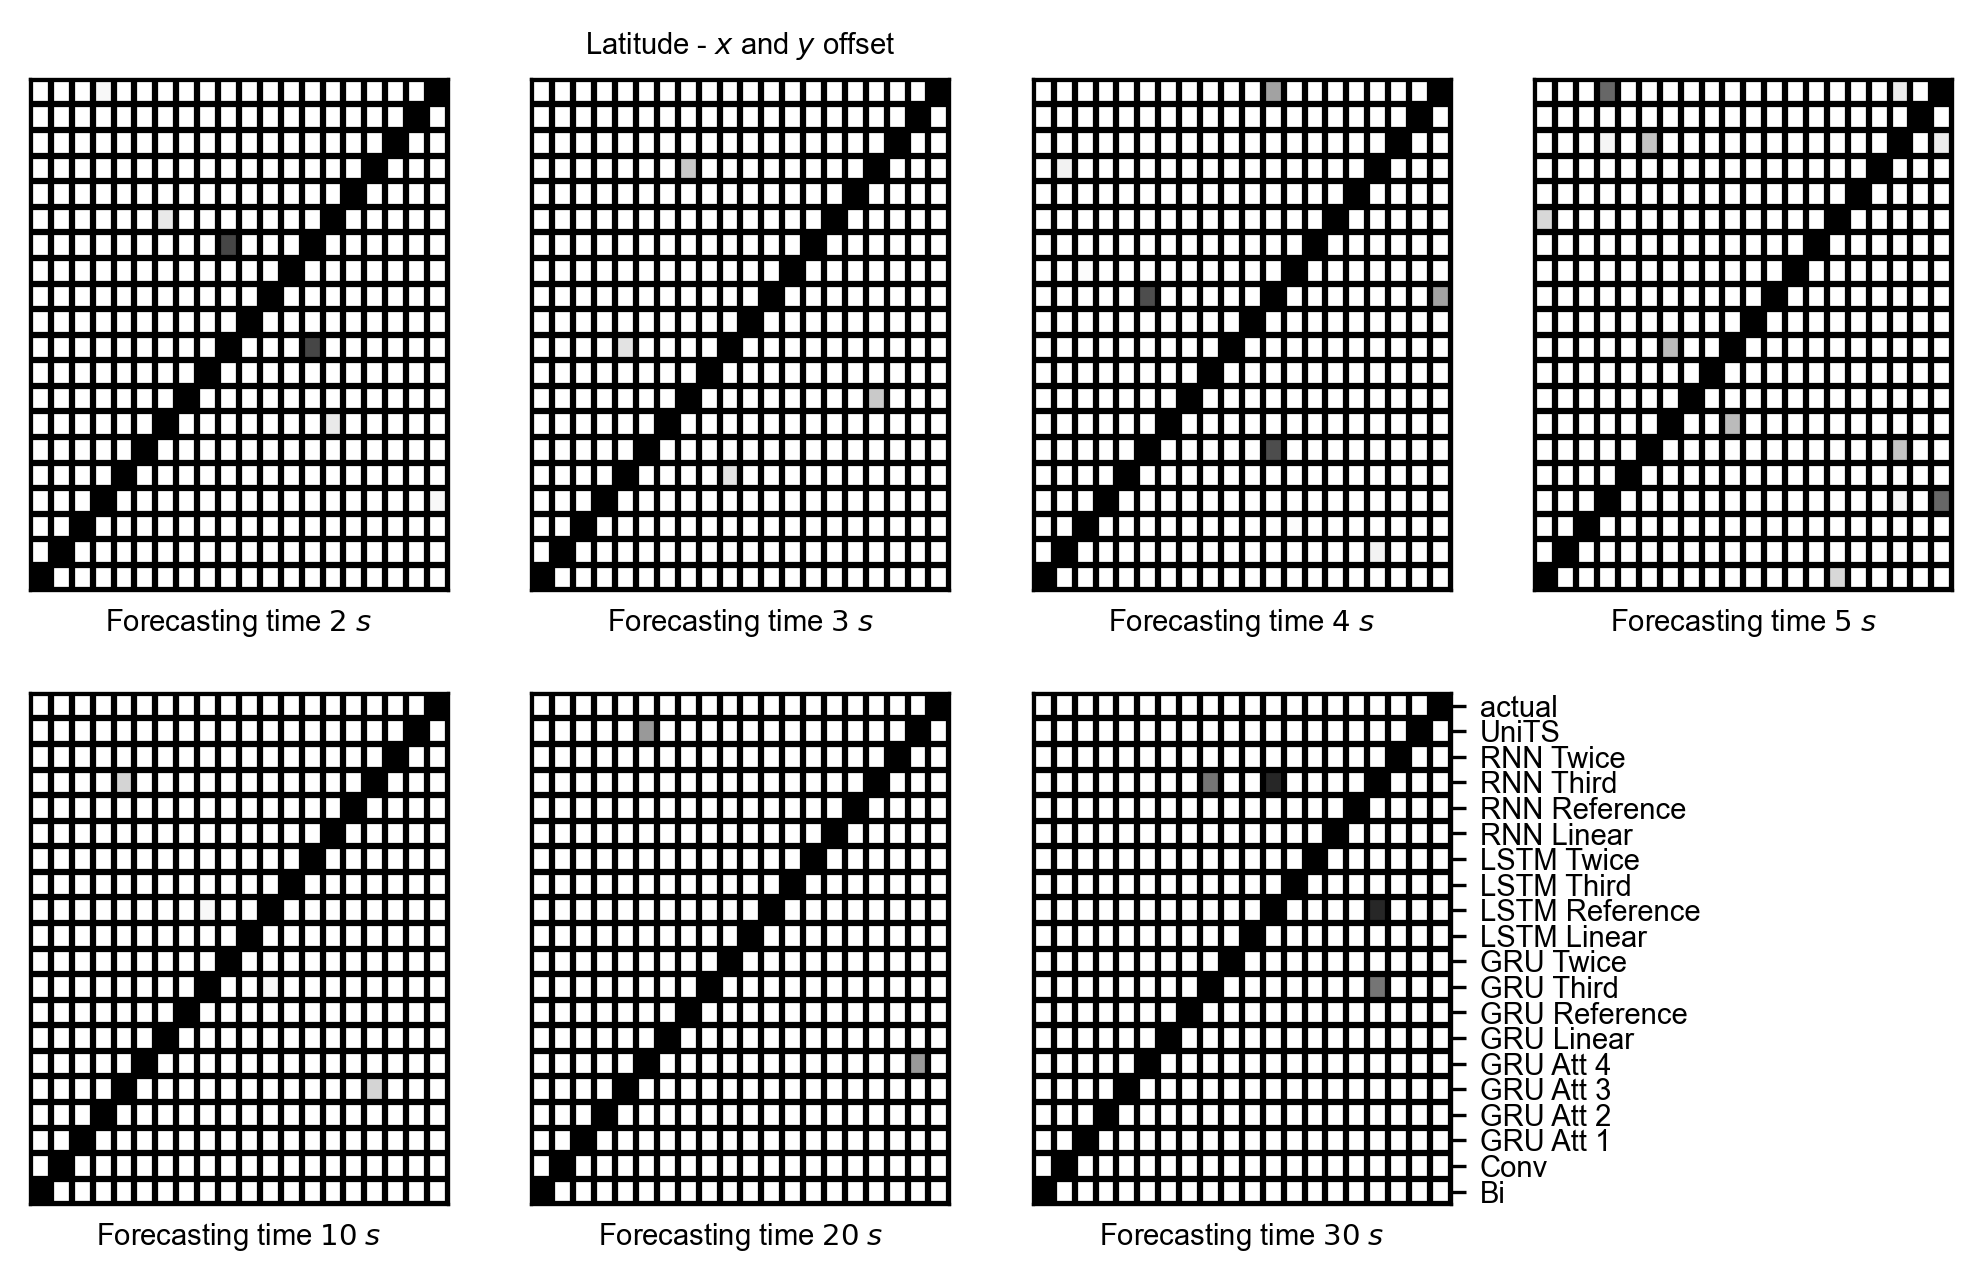 Latitude - x and y offset
Forecasting time 2 s
Forecasting time 3 s
Forecasting time 4 s
Forecasting time 5 s
actual
UniTS
RNN Twice
RNN Third
RNN Reference
RNN Linear
LSTM Twice
LSTM Third
LSTM Reference
LSTM Linear
GRU Twice
GRU Third
GRU Reference
GRU Linear
GRU Att 4
GRU Att 3
GRU Att 2
GRU Att 1
Conv
Bi
Forecasting time 10 s
Forecasting time 20 s
Forecasting time 30 s